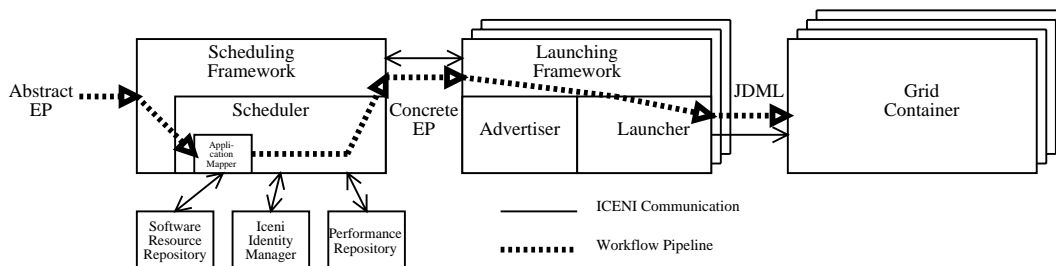 Abstract
EP
Scheduling
Framework
Scheduler
Appli-
cation
Mapper
Concrete
EP
Launching
Framework
Advertiser
Launcher
JDML
Grid
Container
Software
Resource
Repository
Iceni
Identity
Manager
Performance
Repository
ICENI Communication
Workflow Pipeline